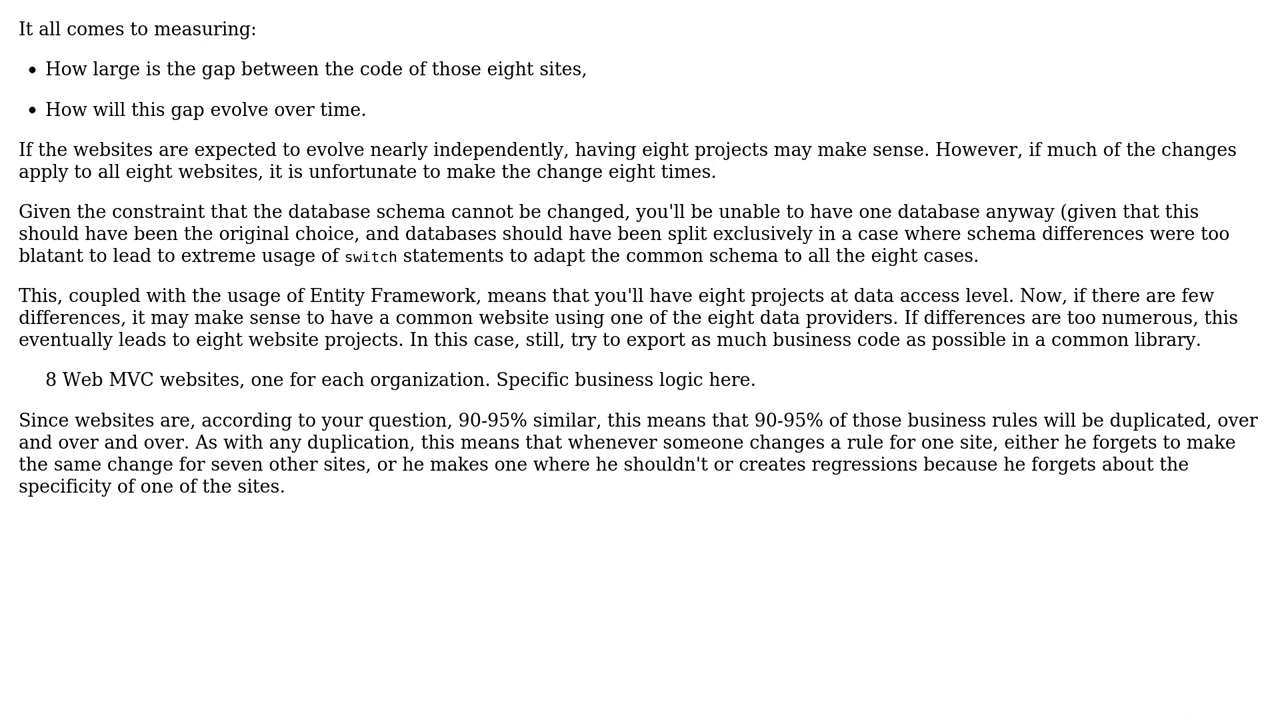 It all comes to measuring:
• How large is the gap between the code of those eight sites,
• How will this gap evolve over time.
If the websites are expected to evolve nearly independently, having eight projects may make sense. However, if much of the changes
apply to all eight websites, it is unfortunate to make the change eight times.
Given the constraint that the database schema cannot be changed, you'll be unable to have one database anyway (given that this
should have been the original choice, and databases should have been split exclusively in a case where schema differences were too
blatant to lead to extreme usage of switch statements to adapt the common schema to all the eight cases.
This, coupled with the usage of Entity Framework, means that you'll have eight projects at data access level. Now, if there are few
differences, it may make sense to have a common website using one of the eight data providers. If differences are too numerous, this
eventually leads to eight website projects. In this case, still, try to export as much business code as possible in a common library.
8 Web MVC websites, one for each organization. Specific business logic here.
Since websites are, according to your question, 90-95% similar, this means that 90-95% of those business rules will be duplicated, over
and over and over. As with any duplication, this means that whenever someone changes a rule for one site, either he forgets to make
the same change for seven other sites, or he makes one where he shouldn't or creates regressions because he forgets about the
specificity of one of the sites.